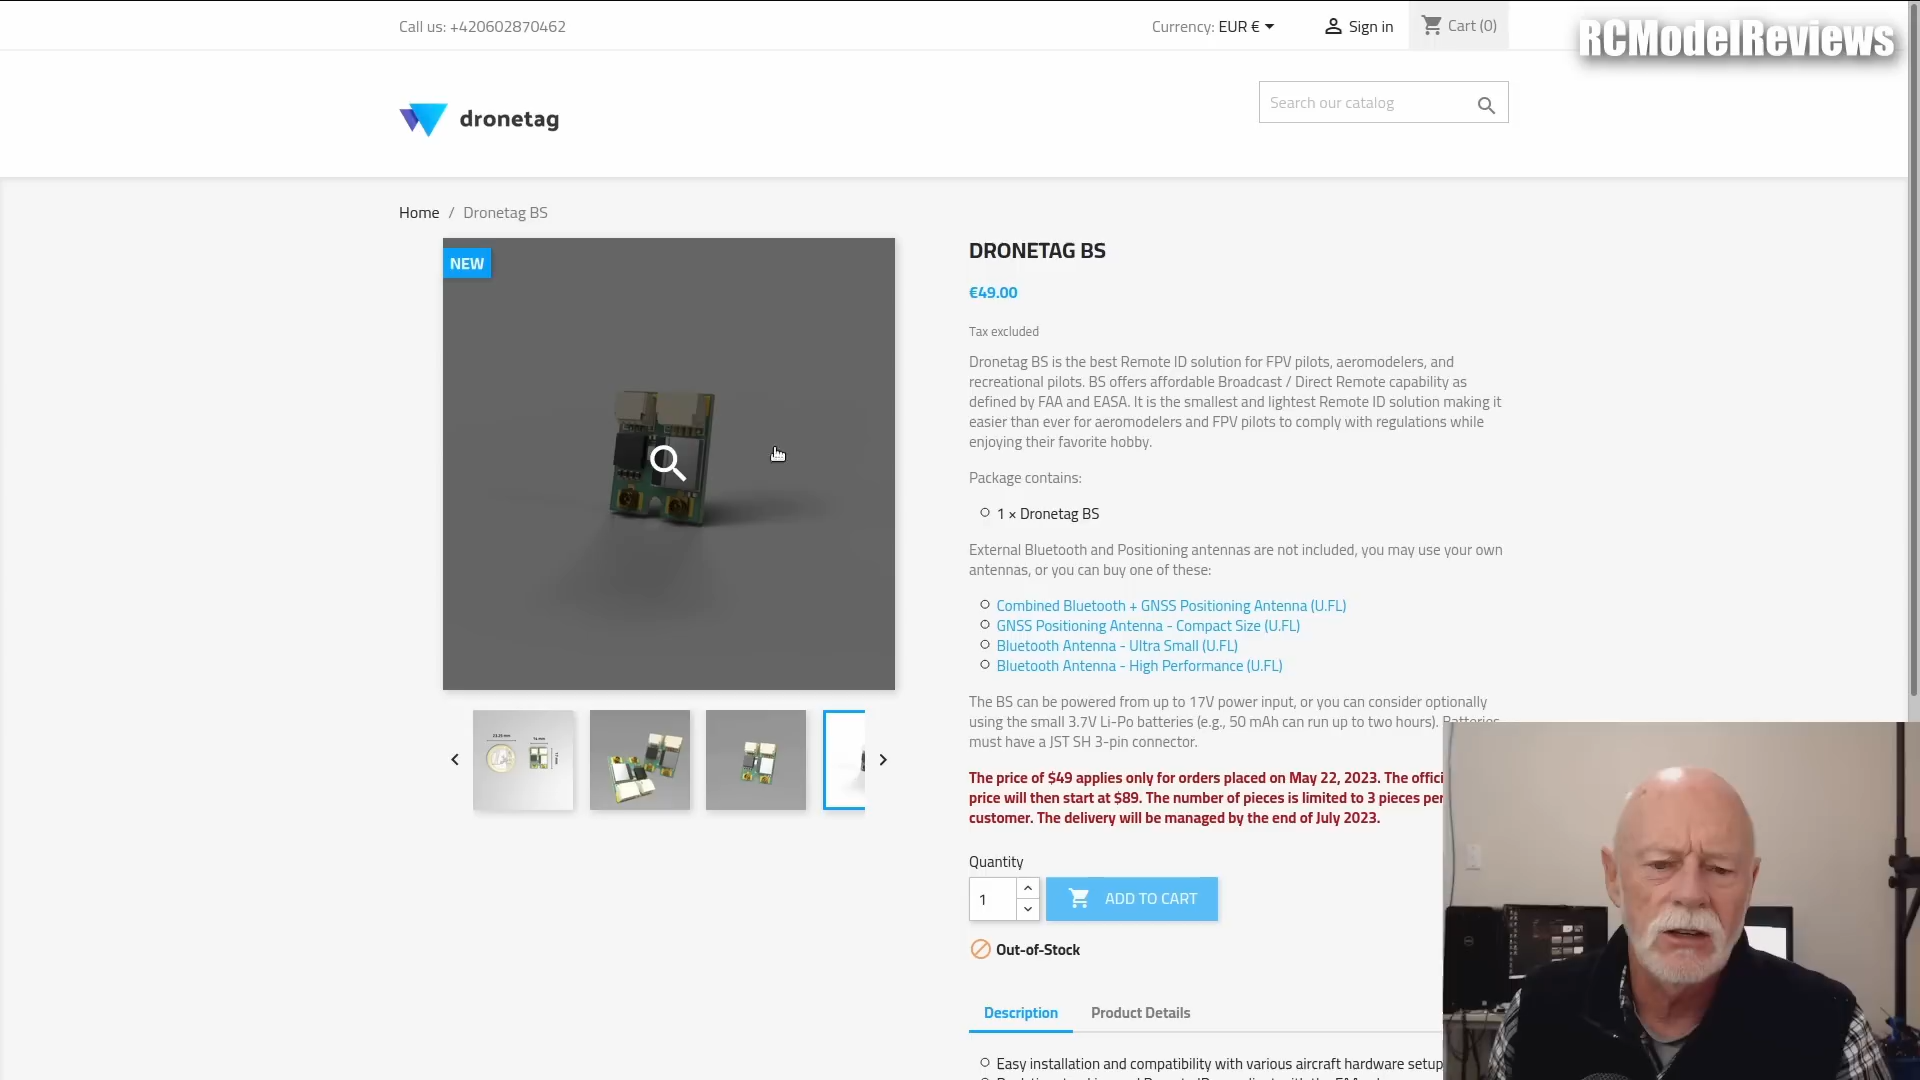 Call us: +420602870462
Currency: EUR €
Sign in
Cart (0)
RCModelReviews
dronetag
Search our catalog
Home / Dronetag BS
NEW
DRONETAG BS
€49.00
Tax excluded
Dronetag BS is the best Remote ID solution for FPV pilots, aeromodelers, and
recreational pilots. BS offers affordable Broadcast / Direct Remote capability as
defined by FAA and EASA. It is the smallest and lightest Remote ID solution making it
easier than ever for aeromodelers and FPV pilots to comply with regulations while
enjoying their favorite hobby.
Package contains:
1 × Dronetag BS
External Bluetooth and Positioning antennas are not included, you may use your own
antennas, or you can buy one of these:
Combined Bluetooth + GNSS Positioning Antenna (U.FL)
GNSS Positioning Antenna - Compact Size (U.FL)
Bluetooth Antenna - Ultra Small (U.FL)
Bluetooth Antenna - High Performance (U.FL)
The BS can be powered from up to 17V power input, or you can consider optionally
using the small 3.7V Li-Po batteries (e.g., 50 mAh can run up to two hours). Batteries
must have a JST SH 3-pin connector.
The price of $49 applies only for orders placed on May 22, 2023. The offici
price will then start at $89. The number of pieces is limited to 3 pieces per
customer. The delivery will be managed by the end of July 2023.
Quantity
1
ADD TO CART
Out-of-Stock
Description
Product Details
Easy installation and compatibility with various aircraft hardware setup